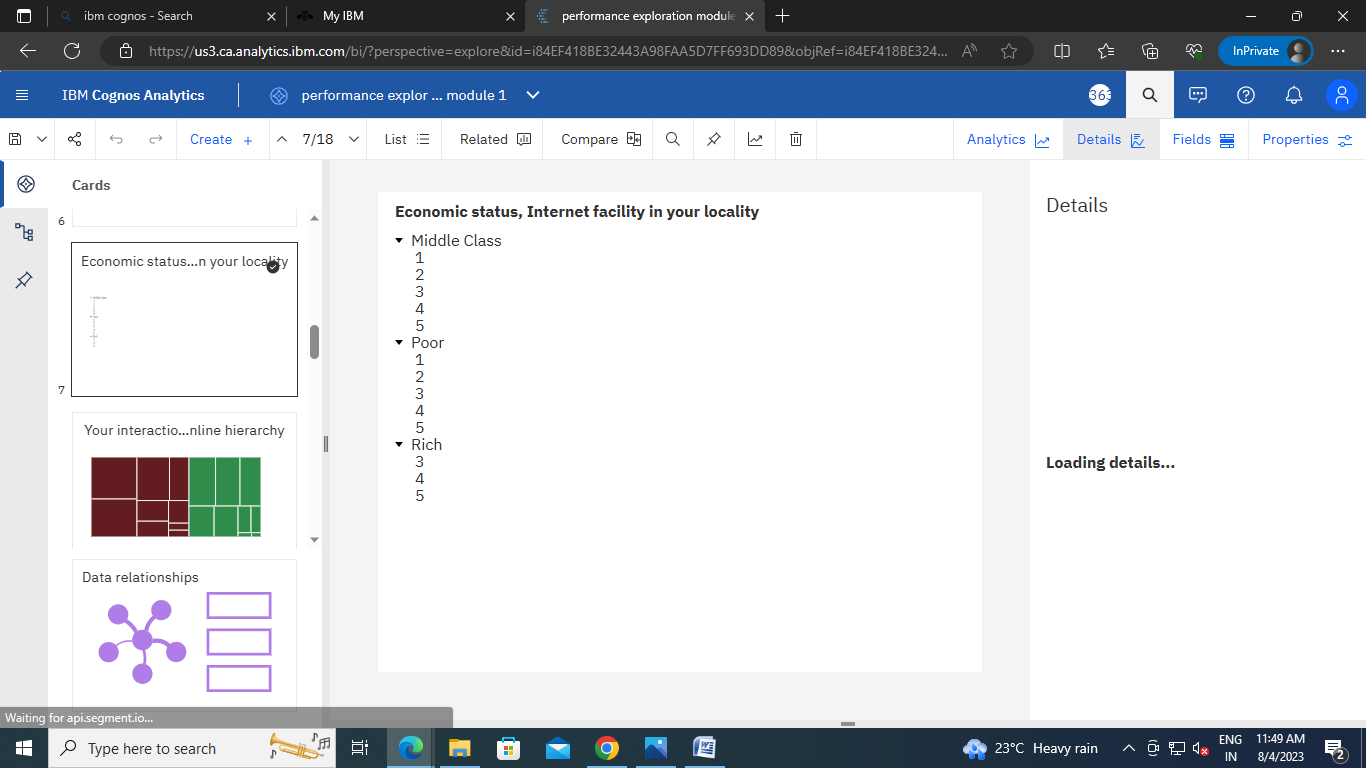 ibm cognos - Search
My IBM
performance exploration module
https://us3.ca.analytics.ibm.com/bi/?perspective=explore&id=i84EF418BE32443A98FAA5D7FF693DD89&objRef=i84EF418BE324...
InPrivate
IBM Cognos Analytics
performance explor ... module 1
363
Create +
7/18
List
Related
Compare
Analytics
Details
Fields
Properties
Cards
6
Economic status...n your locality
7
Your interactio...nline hierarchy
Data relationships
Economic status, Internet facility in your locality
Middle Class
1
2
3
4
5
Poor
1
2
3
4
5
Rich
3
4
5
Details
Loading details...
Waiting for api.segment.io...
Type here to search
23°C Heavy rain
ENG
IN
11:49 AM
8/4/2023
2